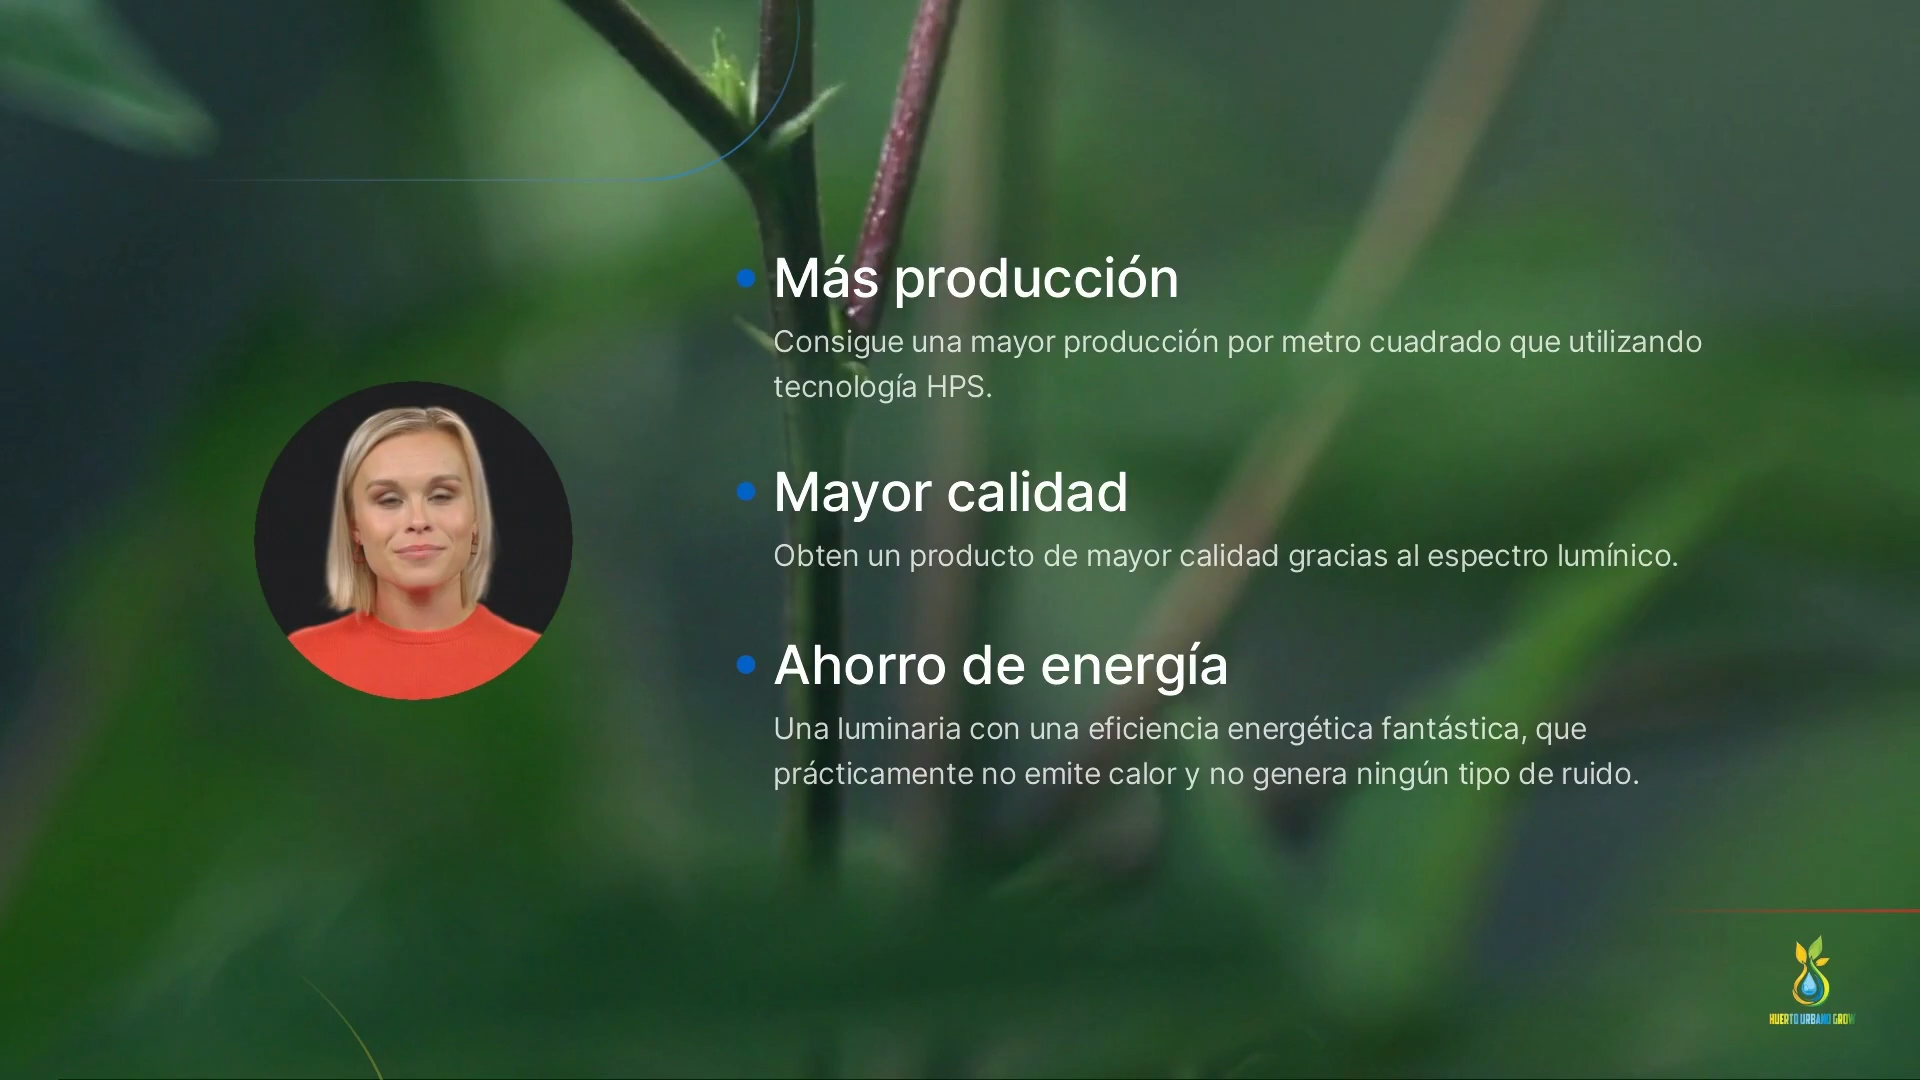 Más producción
Consigue una mayor producción por metro cuadrado que utilizando
tecnología HPS.
Mayor calidad
Obten un producto de mayor calidad gracias al espectro lumínico.
Ahorro de energía
Una luminaria con una eficiencia energética fantástica, que
prácticamente no emite calor y no genera ningún tipo de ruido.
HUERTO URBANO GROW